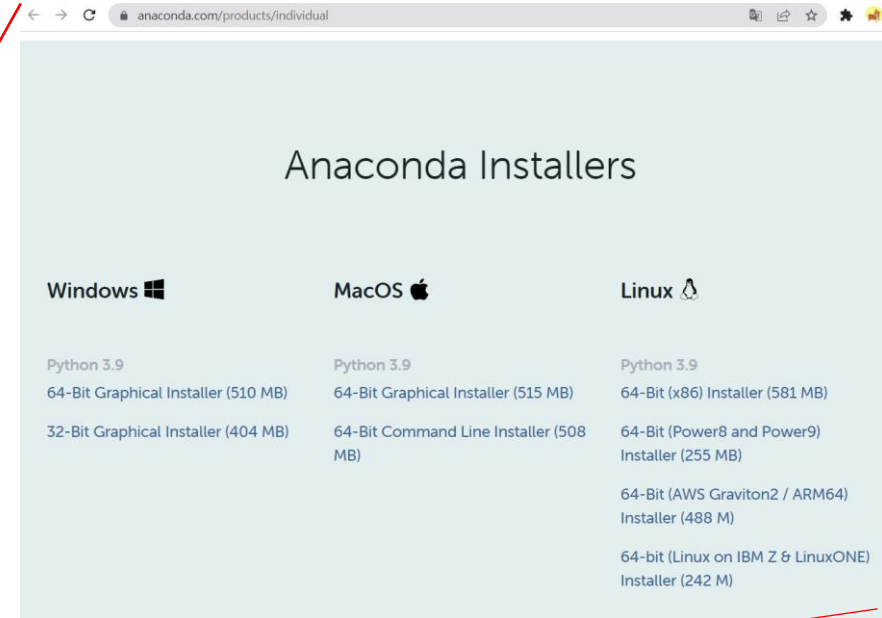 anaconda.com/products/individual
Anaconda Installers
Windows
Python 3.9
64-Bit Graphical Installer (510 MB)
32-Bit Graphical Installer (404 MB)
MacOS
Python 3.9
64-Bit Graphical Installer (515 MB)
64-Bit Command Line Installer (508
MB)
Linux
Python 3.9
64-Bit (x86) Installer (581 MB)
64-Bit (Power8 and Power9)
Installer (255 MB)
64-Bit (AWS Graviton2 / ARM64)
Installer (488 M)
64-bit (Linux on IBM Z & LinuxONE)
Installer (242 M)